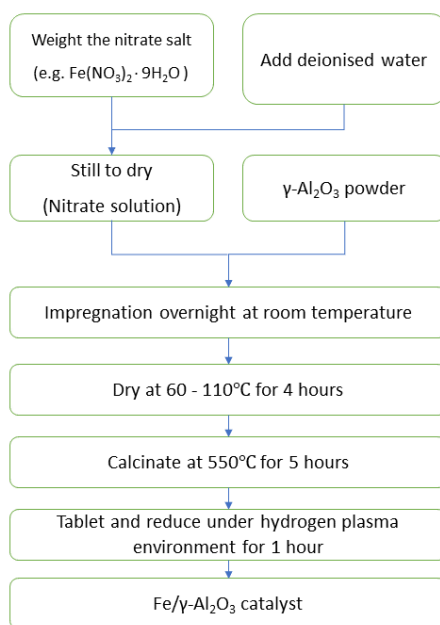 Weight the nitrate salt
(e.g. Fe(NO₃)₂· 9H₂O )
Add deionised water
Still to dry
(Nitrate solution)
γ-Al₂O₃ powder
Impregnation overnight at room temperature
Dry at 60 - 110℃ for 4 hours
Calcinate at 550℃ for 5 hours
Tablet and reduce under hydrogen plasma
environment for 1 hour
Fe/γ-Al₂O₃ catalyst